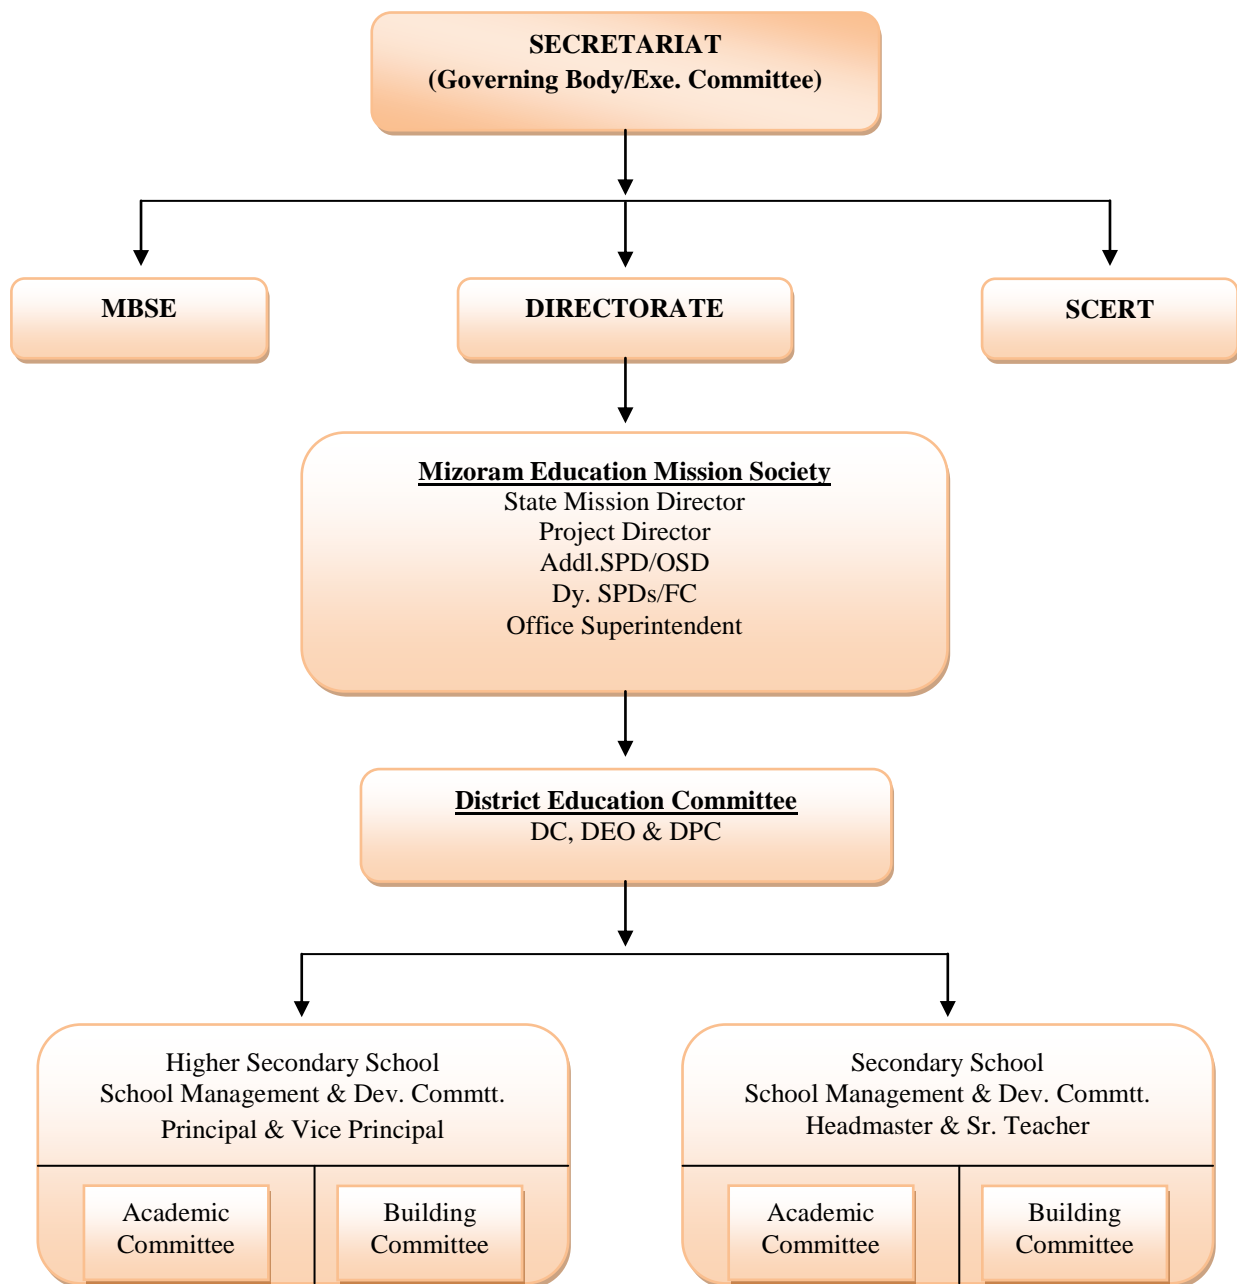 SECRETARIAT
(Governing Body/Exe. Committee)
MBSE
DIRECTORATE
SCERT
Mizoram Education Mission Society
State Mission Director
Project Director
Addl.SPD/OSD
Dy. SPDs/FC
Office Superintendent
District Education Committee
DC, DEO & DPC
Higher Secondary School
School Management & Dev. Committ.
Principal & Vice Principal
Academic
Committee
Building
Committee
Secondary School
School Management & Dev. Committ.
Headmaster & Sr. Teacher
Academic
Committee
Building
Committee